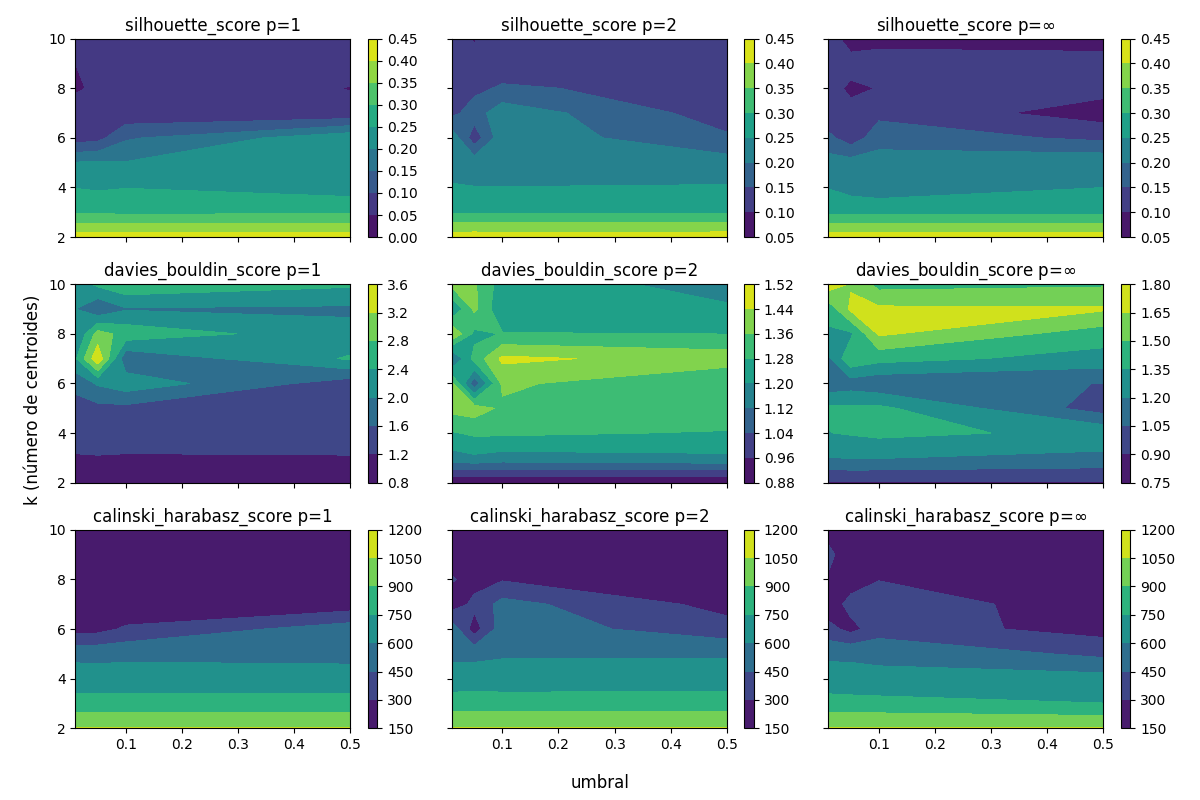 silhouette_score p=1 silhouette_score p=2 silhouette_score p=∞
10 0.45 0.45 0.45
0.40 0.40 0.40
8 0.35 0.35 0.35
0.30 0.30 0.30
6 0.25
0.20 0.25 0.25
4 0.15 0.20 0.20
0.10 0.15 0.15
0.05 0.10 0.10
2 0.00 0.05 0.05
davies_bouldin_score p=1 davies_bouldin_score p=2 davies_bouldin_score p=∞
10 3.6 1.52 1.80
3.2 1.44 1.65
8 2.8 1.36 1.50
2.4 1.28 1.35
6 2.0 1.20 1.20
4 1.6 1.12 1.05
1.2 1.04 0.90
0.96
2 0.8 0.88 0.75
k (número de centroides)
calinski_harabasz_score p=1 calinski_harabasz_score p=2 calinski_harabasz_score p=∞
10 1200 1200 1200
1050 1050 1050
8 900 900 900
750 750 750
6 600 600 600
4 450 450 450
300 300 300
2 150 150 150
0.1 0.2 0.3 0.4 0.5 0.1 0.2 0.3 0.4 0.5 0.1 0.2 0.3 0.4 0.5
umbral